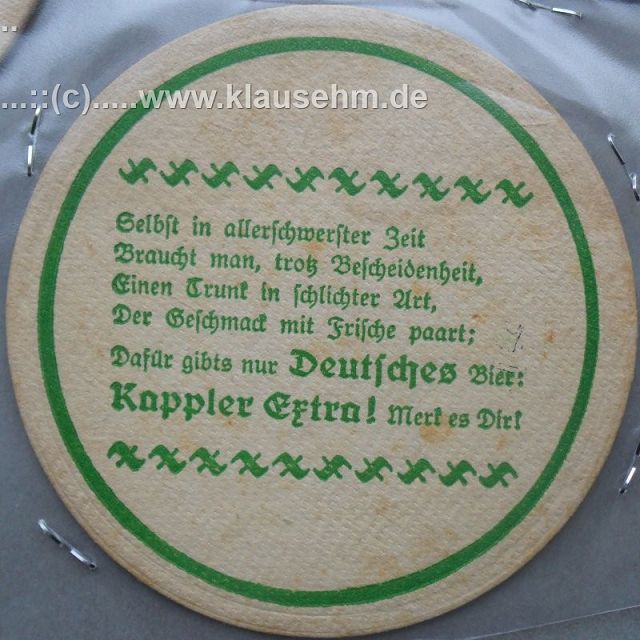 ...::(c).....www.klausehm.de
Selbst in allerschwerster Zeit
Braucht man, trotz Bescheidenheit,
Einen Trunk in schlichter Art,
Der Geschmack mit Frische paart;
Dafür gibts nur Deutsches Bier:
Kappler Extra! Merk es Dir!